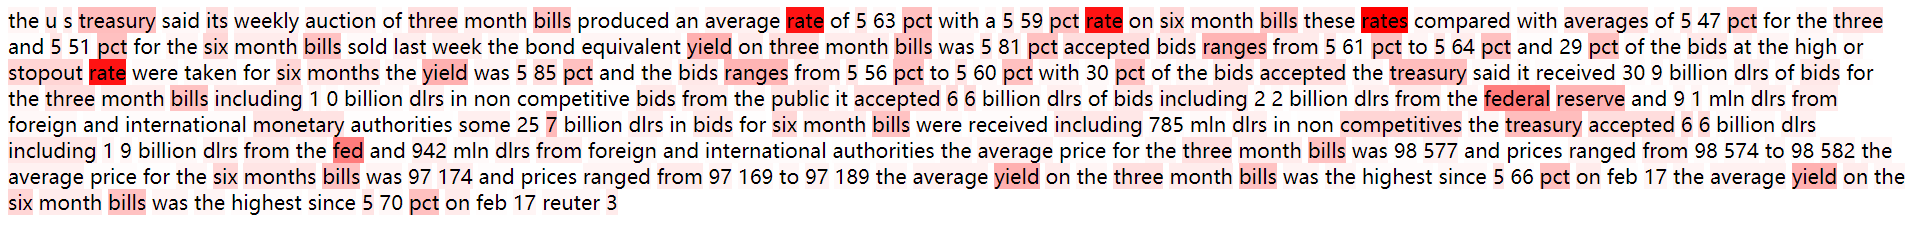 the u s treasury said its weekly auction of three month bills produced an average rate of 5 63 pct with a 5 59 pct rate on six month bills these rates compared with averages of 5 47 pct for the three
and 5 51 pct for the six month bills sold last week the bond equivalent yield on three month bills was 5 81 pct accepted bids ranges from 5 61 pct to 5 64 pct and 29 pct of the bids at the high or
stopout rate were taken for six months the yield was 5 85 pct and the bids ranges from 5 56 pct to 5 60 pct with 30 pct of the bids accepted the treasury said it received 30 9 billion dlrs of bids for
the three month bills including 1 0 billion dlrs in non competitive bids from the public it accepted 6 6 billion dlrs of bids including 2 2 billion dlrs from the federal reserve and 9 1 mln dlrs from
foreign and international monetary authorities some 25 7 billion dlrs in bids for six month bills were received including 785 mln dlrs in non competitives the treasury accepted 6 6 billion dlrs
including 1 9 billion dlrs from the fed and 942 mln dlrs from foreign and international authorities the average price for the three month bills was 98 577 and prices ranged from 98 574 to 98 582 the
average price for the six months bills was 97 174 and prices ranged from 97 169 to 97 189 the average yield on the three month bills was the highest since 5 66 pct on feb 17 the average yield on the
six month bills was the highest since 5 70 pct on feb 17 reuter 3